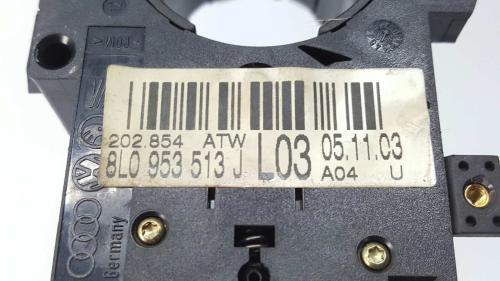 202.854 ATW
8L0 953 513 J L03 05.11.03
A04 U
Germany